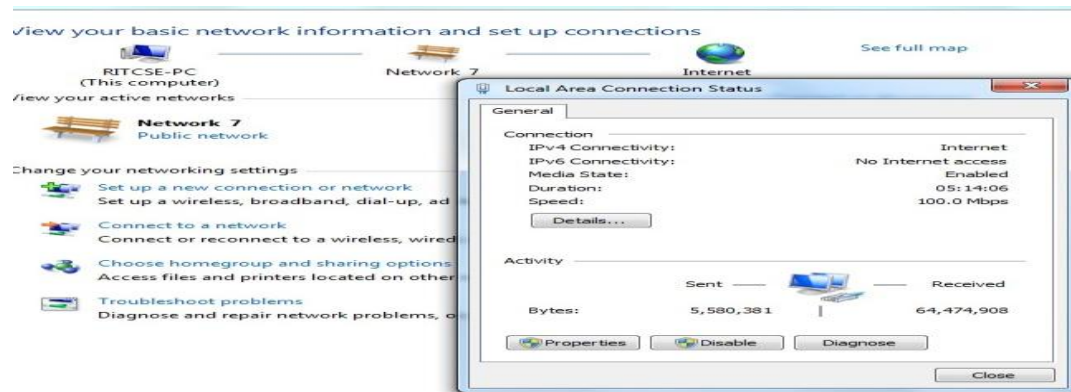 View your basic network information and set up connections
See full map
RITCSE-PC
(This computer)
Network 7
Internet
View your active networks
Network 7
Public network
Change your networking settings
Set up a new connection or network
Set up a wireless, broadband, dial-up, ad
Connect to a network
Connect or reconnect to a wireless, wired
Choose homegroup and sharing options
Access files and printers located on other
Troubleshoot problems
Diagnose and repair network problems, o
Local Area Connection Status
General
Connection
IPv4 Connectivity: Internet
IPv6 Connectivity: No Internet access
Media State: Enabled
Duration: 05:14:06
Speed: 100.0 Mbps
Details...
Activity
Sent Received
Bytes: 5,580,381 64,474,908
Properties Disable Diagnose
Close